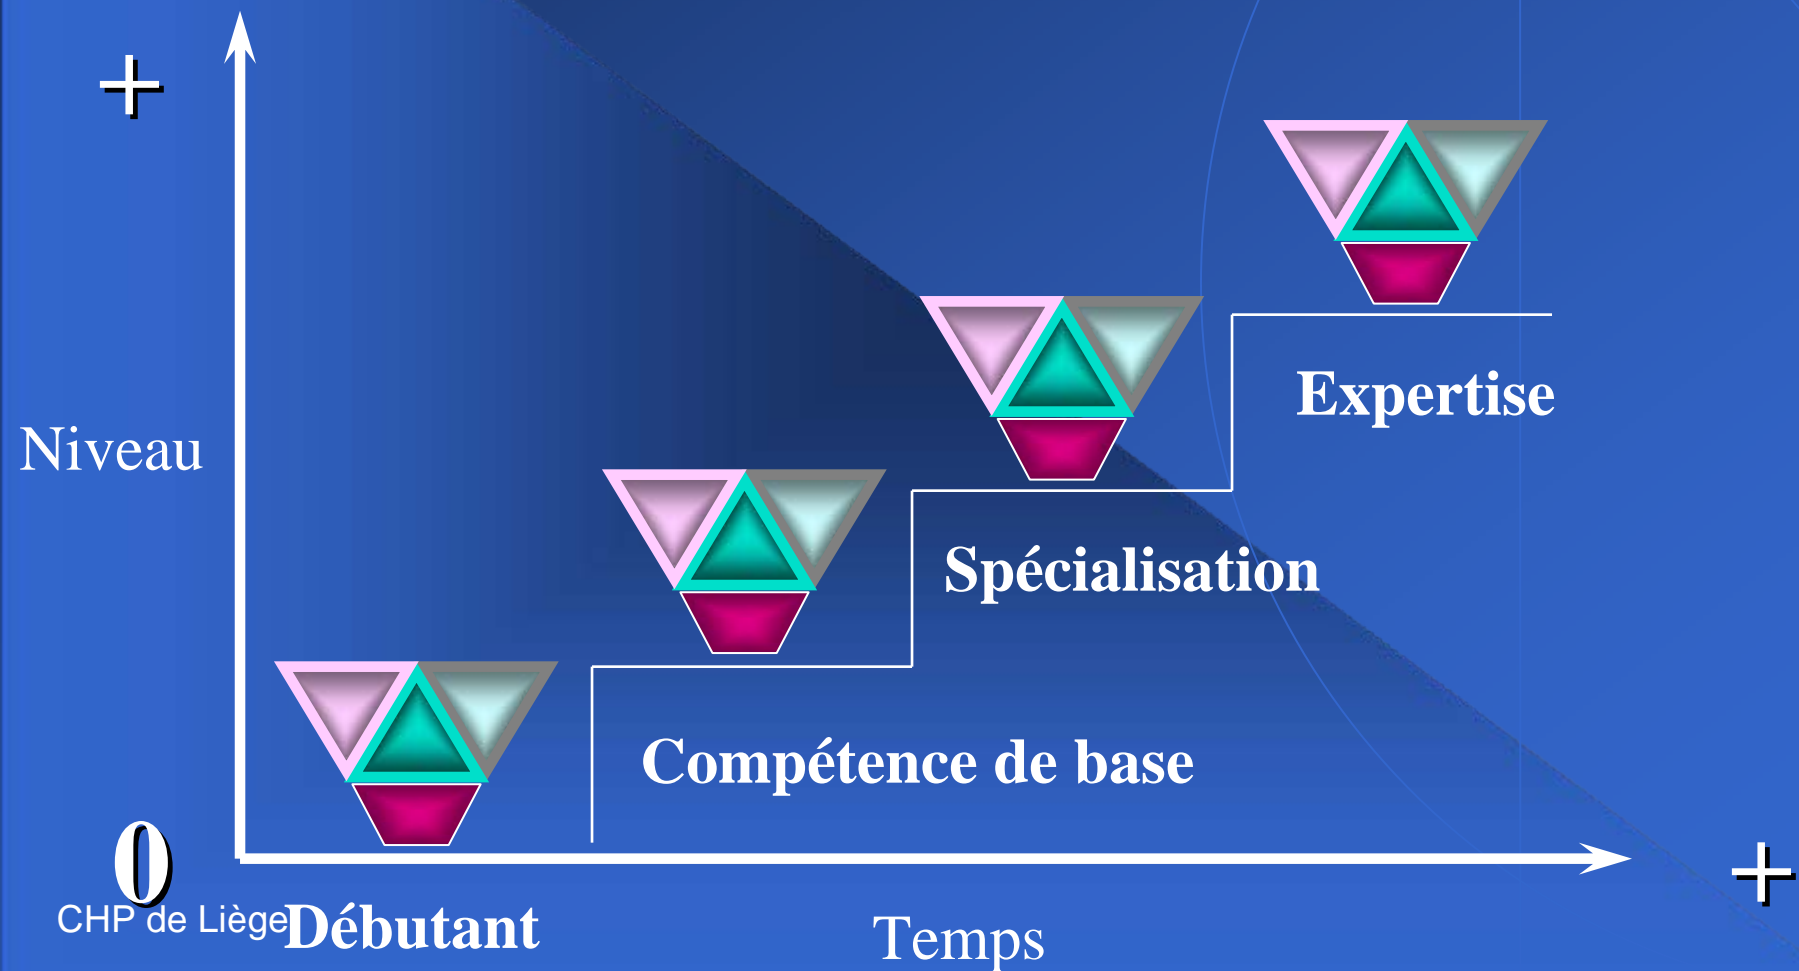 +
Expertise
Niveau
Spécialisation
Compétence de base
0
+
CHP de Liège
Débutant
Temps